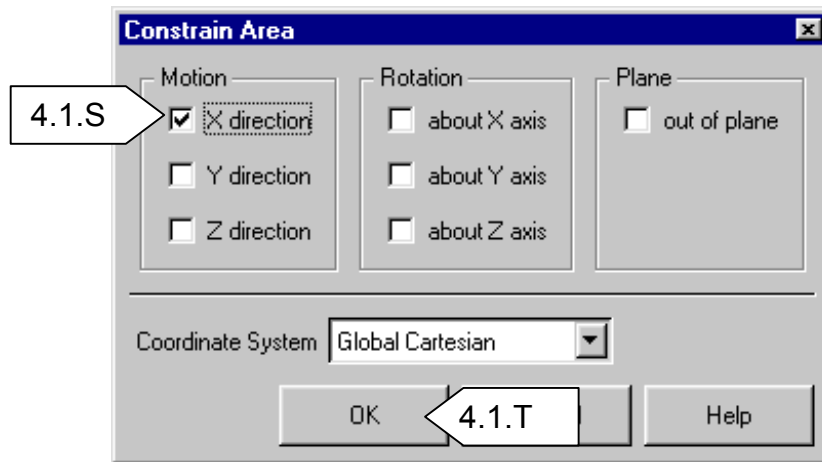 Constrain Area
Motion
Rotation
Plane
4.1.S
X direction
about X axis
out of plane
Y direction
about Y axis
Z direction
about Z axis
Coordinate System
Global Cartesian
OK
4.1.T
Help